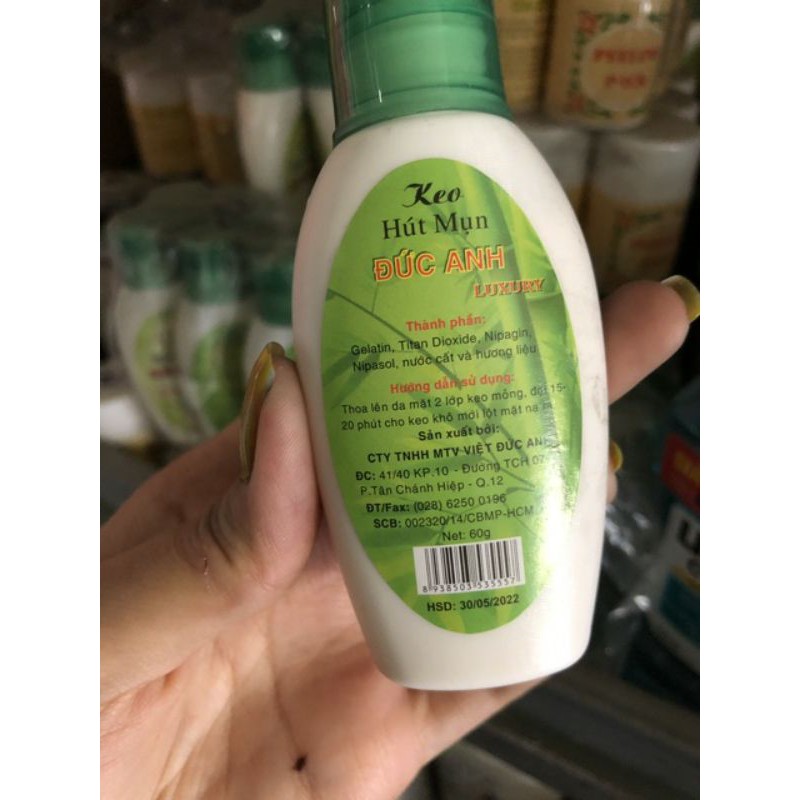 Keo
Hút Mụn
ĐỨC ANH
LUXURY
Thành phần:
Gelatin, Titan Dioxide, Nipagin,
Nipasol, nước cất và hương liệu
Hướng dẫn sử dụng:
Thoa lên da mặt 2 lớp keo mỏng, đợi 15-
20 phút cho keo khô mới lột mặt nạ
Sản xuất bởi:
CTY TNHH MTV VIỆT ĐỨC ANH
ĐC: 41/40 KP.10 - Đường TCH
P.Tân Chánh Hiệp - Q.12
ĐT/Fax: (028) 6250 0196
SCB: 002320/14/CBMP-HCM
Net: 60g
8 938503 535557
HSD: 30/05/2022